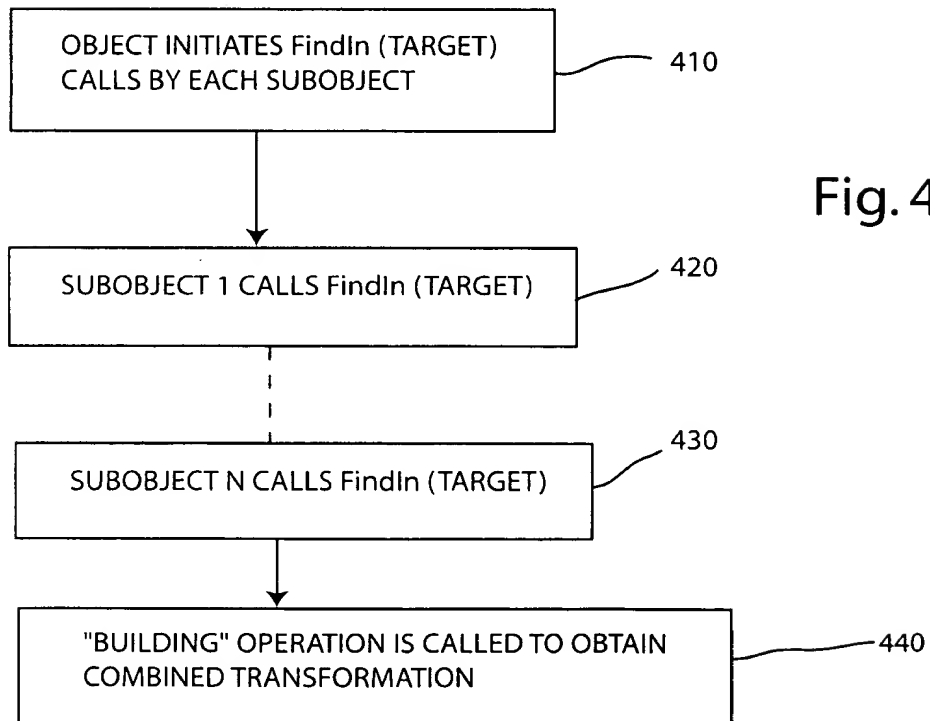 OBJECT INITIATES FindIn (TARGET)
CALLS BY EACH SUBOBJECT
410
Fig. 4
SUBOBJECT 1 CALLS FindIn (TARGET)
420
SUBOBJECT N CALLS FindIn (TARGET)
430
"BUILDING" OPERATION IS CALLED TO OBTAIN
COMBINED TRANSFORMATION
440